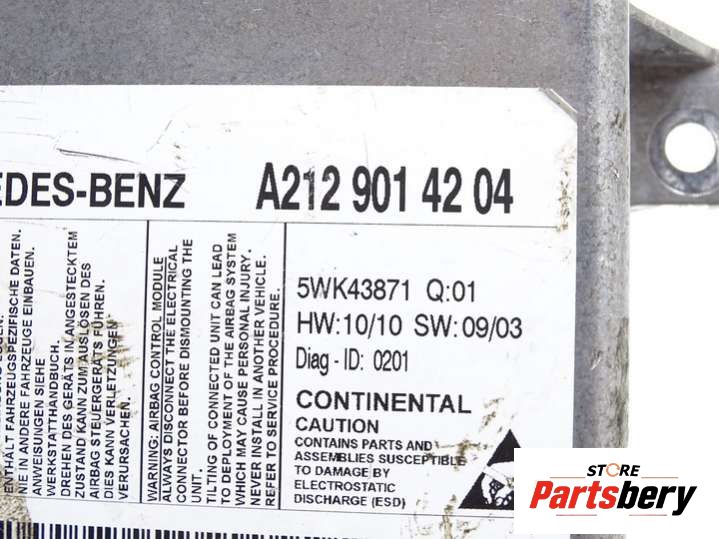 EDES-BENZ
A212 901 42 04
ENTHÄLT FAHRZEUGSPEZIFISCHE DATEN.
NIE IN ANDERE FAHRZEUGE EINBAUEN.
ANWEISUNGEN SIEHE
WERKSTATTHANDBUCH.
DREHEN DES GERÄTS IN ANGESTECKTEM
ZUSTAND KANN ZUM AUSLÖSEN DES
AIRBAG STEUERGERÄTS FÜHREN.
DIES KANN VERLETZUNGEN
VERURSACHEN.
WARNING: AIRBAG CONTROL MODULE
ALWAYS DISCONNECT THE ELECTRICAL
CONNECTOR BEFORE DISMOUNTING THE
UNIT.
TILTING OF CONNECTED UNIT CAN LEAD
TO DEPLOYMENT OF THE AIRBAG SYSTEM
WHICH MAY CAUSE PERSONAL INJURY.
NEVER INSTALL IN ANOTHER VEHICLE.
REFER TO SERVICE PROCEDURE.
5WK43871 Q:01
HW:10/10 SW:09/03
Diag - ID: 0201
CONTINENTAL
CAUTION
CONTAINS PARTS AND
ASSEMBLIES SUSCEPTIBLE
TO DAMAGE BY
ELECTROSTATIC
DISCHARGE (ESD)
STORE
Partsbery